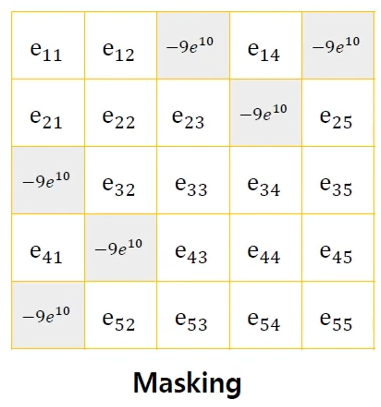 e₁₁ e₁₂ −9e¹⁰ e₁₄ −9e¹⁰
e₂₁ e₂₂ e₂₃ −9e¹⁰ e₂₅
−9e¹⁰ e₃₂ e₃₃ e₃₄ e₃₅
e₄₁ −9e¹⁰ e₄₃ e₄₄ e₄₅
−9e¹⁰ e₅₂ e₅₃ e₅₄ e₅₅
Masking